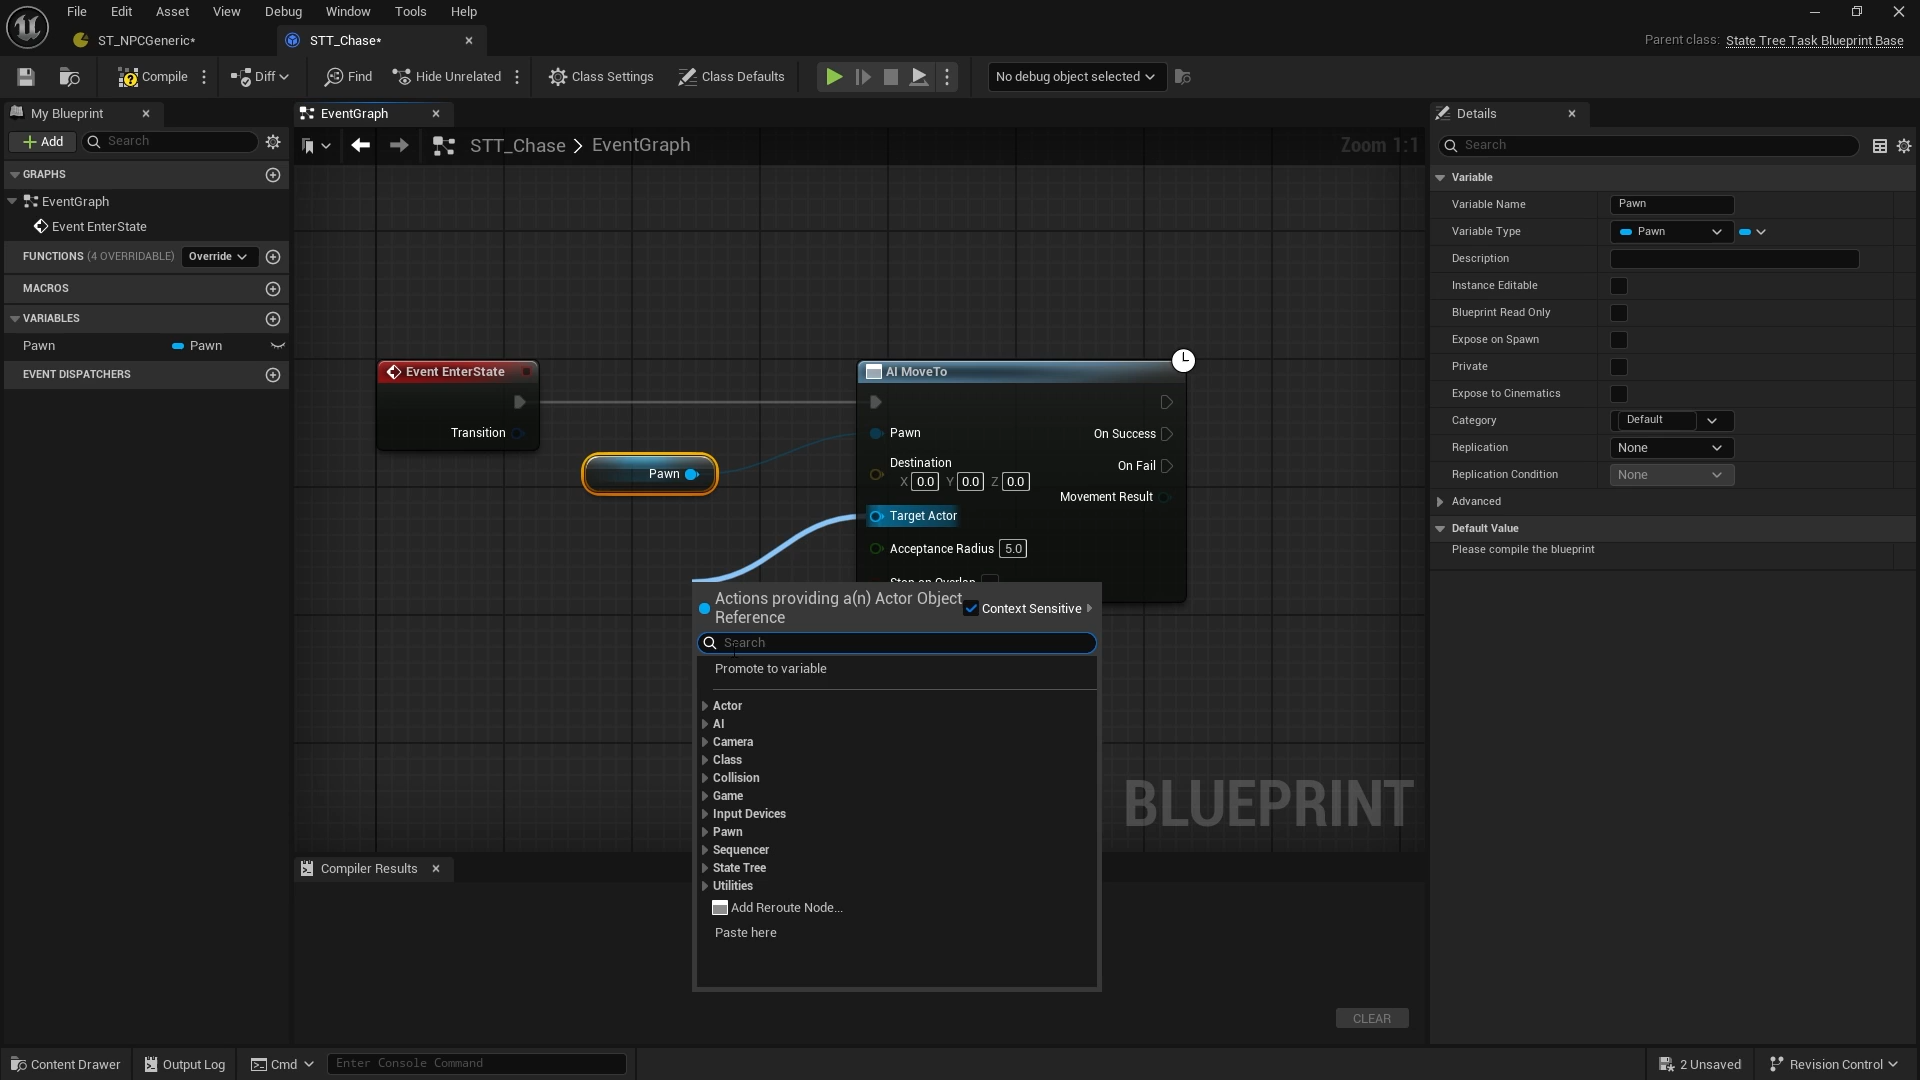 File Edit Asset View Debug Window Tools Help
ST_NPCGeneric*
STT_Chase*
Parent class: State Tree Task Blueprint Base
Compile
Diff
Find
Hide Unrelated
Class Settings
Class Defaults
No debug object selected
My Blueprint
EventGraph
Details
Add
Search
STT_Chase > EventGraph
Zoom 1:1
Search
GRAPHS
EventGraph
Event EnterState
FUNCTIONS (4 OVERRIDABLE)
Override
MACROS
VARIABLES
Pawn
Pawn
EVENT DISPATCHERS
Event EnterState
Transition
Pawn
AI MoveTo
Pawn
On Success
Destination
X 0.0 Y 0.0 Z 0.0
On Fail
Movement Result
Target Actor
Acceptance Radius 5.0
Stop on Overlap
Actions providing a(n) Actor Object
Reference
Context Sensitive
Search
Promote to variable
Actor
AI
Camera
Class
Collision
Game
Input Devices
Pawn
Sequencer
State Tree
Utilities
Add Reroute Node...
Paste here
BLUEPRINT
Compiler Results
CLEAR
Variable
Variable Name Pawn
Variable Type Pawn
Description
Instance Editable
Blueprint Read Only
Expose on Spawn
Private
Expose to Cinematics
Category Default
Replication None
Replication Condition None
Advanced
Default Value
Please compile the blueprint
Content Drawer
Output Log
Cmd
Enter Console Command
2 Unsaved
Revision Control